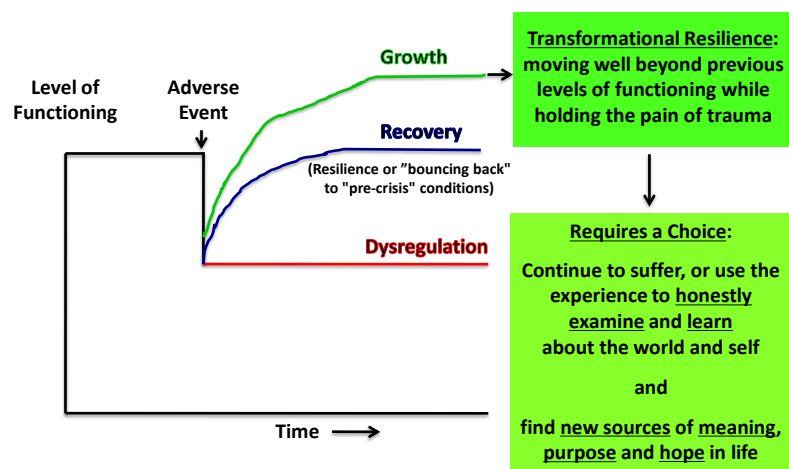 Level of
Functioning
Adverse
Event
Growth
Recovery
(Resilience or ”bouncing back"
to "pre-crisis" conditions)
Dysregulation
Time
Transformational Resilience:
moving well beyond previous
levels of functioning while
holding the pain of trauma
Requires a Choice:
Continue to suffer, or use the
experience to honestly
examine and learn
about the world and self
and
find new sources of meaning,
purpose and hope in life